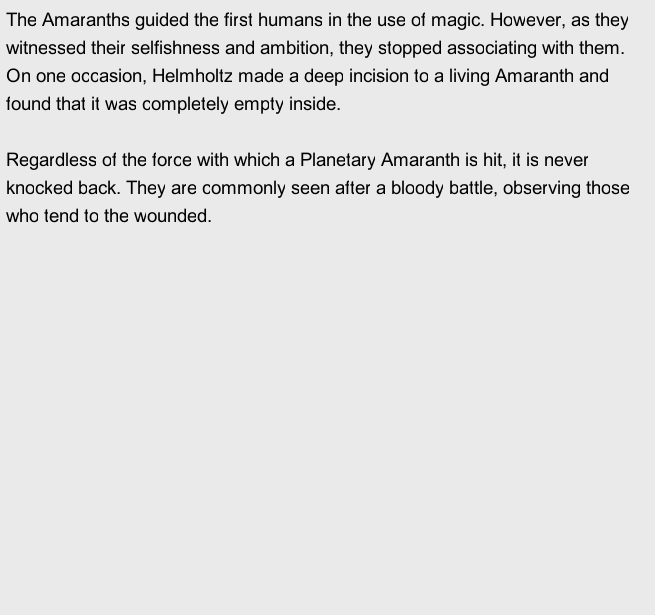 The Amaranths guided the first humans in the use of magic. However, as they
witnessed their selfishness and ambition, they stopped associating with them.
On one occasion, Helmholtz made a deep incision to a living Amaranth and
found that it was completely empty inside.

Regardless of the force with which a Planetary Amaranth is hit, it is never
knocked back. They are commonly seen after a bloody battle, observing those
who tend to the wounded.